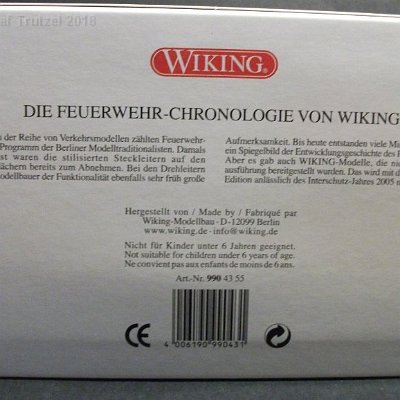 af Trutzel 2018
WIKING
DIE FEUERWEHR-CHRONOLOGIE VON WIKING
der Reihe von Verkehrsmodellen zählten Feuerwehr-
Programm der Berliner Modelltraditionalisten. Damals
st waren die stilisierten Steckleitern auf den
ächern bereits zum Abnehmen. Bei den Drehleitern
odellbauer der Funktionalität ebenfalls sehr früh große
Aufmerksamkeit. Bis heute entstanden viele Mi
ein Spiegelbild der Entwicklungsgeschichte des F
Aber es gab auch WIKING-Modelle, die nic
ausführung bereitgestellt wurden. Das wird mit d
Edition anlässlich des Interschutz-Jahres 2005 n
Hergestellt von / Made by / Fabriqué par
Wiking-Modellbau · D-12099 Berlin
www.wiking.de · info@wiking.de
Nicht für Kinder unter 6 Jahren geeignet.
Not suitable for children under 6 years of age.
Ne convient pas aux enfants de moins de 6 ans.
Art.-Nr. 990 43 55
CE
0-3
4 006190 990431